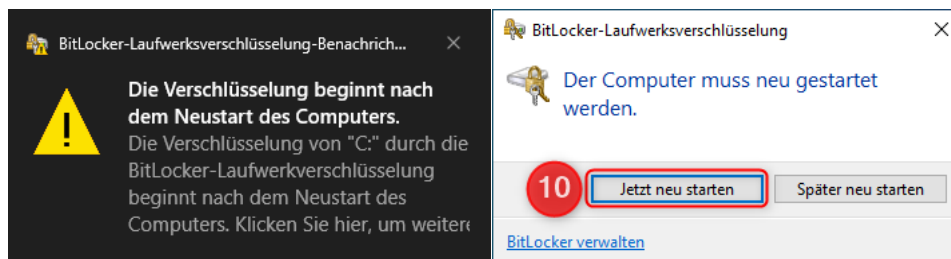 BitLocker-Laufwerksverschlüsselung-Benachrich...
Die Verschlüsselung beginnt nach
dem Neustart des Computers.
Die Verschlüsselung von "C:" durch die
BitLocker-Laufwerkverschlüsselung
beginnt nach dem Neustart des
Computers. Klicken Sie hier, um weitere
BitLocker-Laufwerksverschlüsselung
Der Computer muss neu gestartet
werden.
10 Jetzt neu starten Später neu starten
BitLocker verwalten